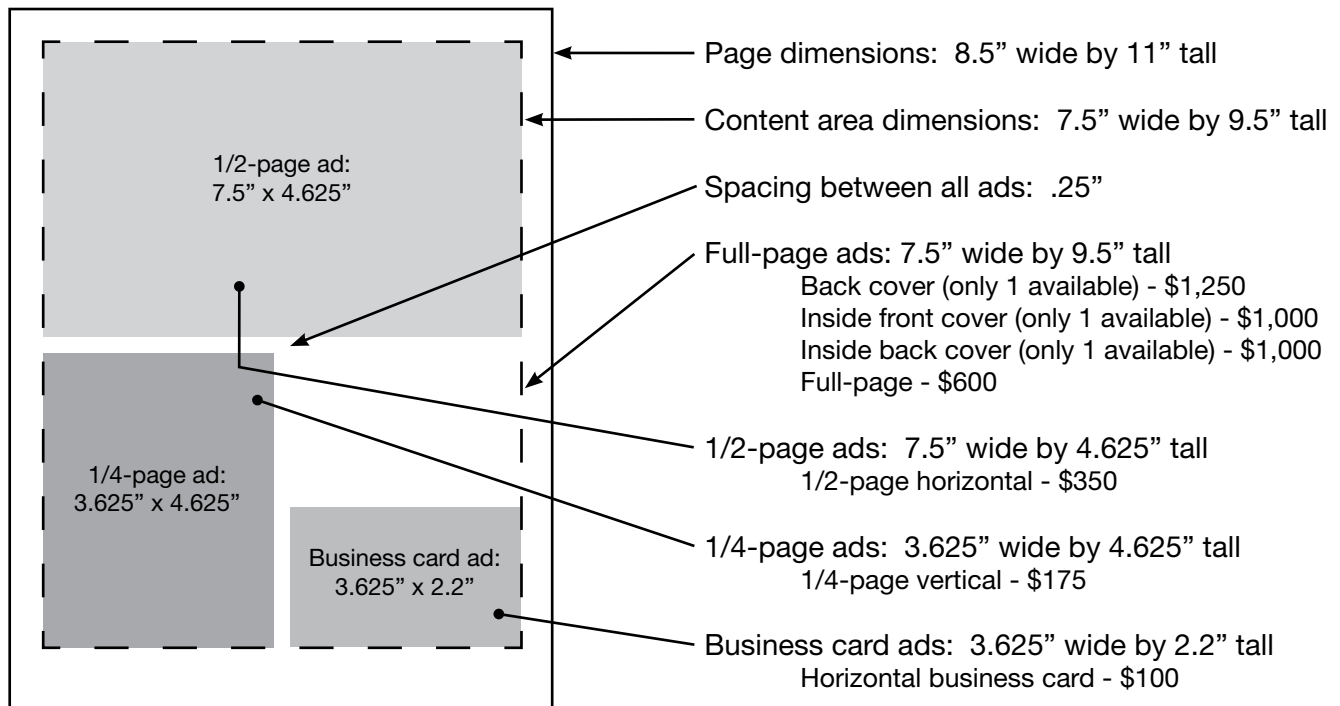 Page dimensions:  8.5” wide by 11” tall
Content area dimensions:  7.5” wide by 9.5” tall
1/2-page ad:
7.5” x 4.625”
Spacing between all ads:  .25”
Full-page ads: 7.5” wide by 9.5” tall
Back cover (only 1 available) - $1,250
Inside front cover (only 1 available) - $1,000
Inside back cover (only 1 available) - $1,000
Full-page - $600
1/2-page ads:  7.5” wide by 4.625” tall
1/2-page horizontal - $350
1/4-page ad:
3.625” x 4.625”
1/4-page ads:  3.625” wide by 4.625” tall
1/4-page vertical - $175
Business card ad:
3.625” x 2.2”
Business card ads:  3.625” wide by 2.2” tall
Horizontal business card - $100